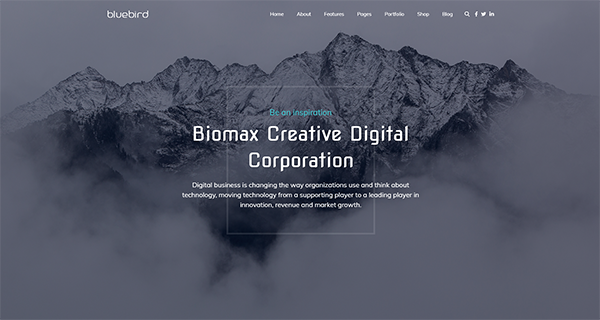 bluebird
Home About Features Pages Portfolio Shop Blog
Be an Inspiration
Biomax Creative Digital
Corporation
Digital business is changing the way organizations use and think about
technology, moving technology from a supporting player to a leading player in
innovation, revenue and market growth.